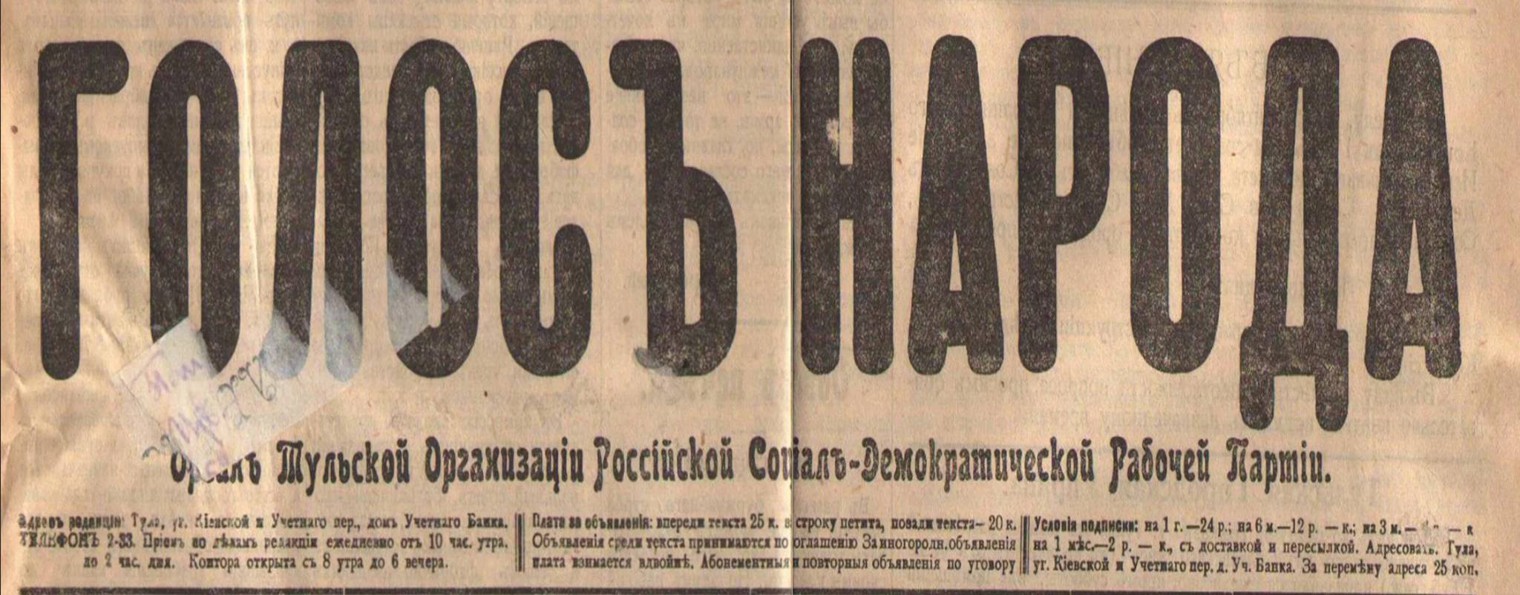 ГОЛОСЪ НАРОДА
Органъ Тульской Организаціи Россійской Соціалъ-Демократической Рабочей Партіи.
Адресъ редакціи: Тула, уг. Кіевской и Учетнаго пер., домъ Учетнаго Банка.
ТЕЛЕФОНЪ 2-33. Пріемъ по дѣламъ редакціи ежедневно отъ 10 час. утра.
до 2 час. дня. Контора открыта съ 8 утра до 6 вечера.
Плата за объявленія: впереди текста 25 к. в строку петита, позади текста— 20 к.
Объявленія среди текста принимаются по оглашению За иногородн. объявленія
плата взимается вдвойнѣ. Абонементныя и повторныя объявленія по уговору
Условія подписки: на 1 г. —24 р.; на 6 м.—12 р. — к.; на 3 м. — р. — к
на 1 мѣс.—2 р. — к., съ доставкой и пересылкой. Адресовать. Тула,
уг. Кіевской и Учетнаго пер. д. Уч. Банка. За перемѣну адреса 25 коп.